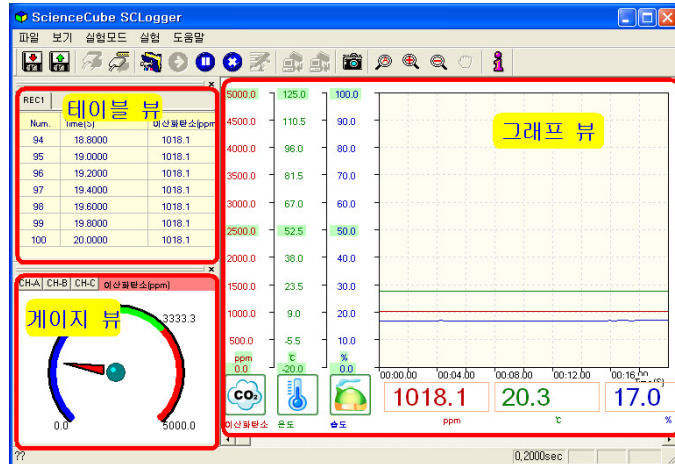 ScienceCube SCLogger
파일 보기 실험모드 실험 도움말
REC1
테이블 뷰
Num. Time(S) 이산화탄소(ppm
94 18.8000 1018.1
95 19.0000 1018.1
96 19.2000 1018.1
97 19.4000 1018.1
98 19.6000 1018.1
99 19.8000 1018.1
100 20.0000 1018.1
CH-A CH-B CH-C 이산화탄소(ppm)
게이지 뷰
3333.3
0.0 5000.0
그래프 뷰
5000.0 125.0 100.0
4500.0 110.5 90.0
4000.0 96.0 80.0
3500.0 81.5 70.0
3000.0 67.0 60.0
2500.0 52.5 50.0
2000.0 38.0 40.0
1500.0 23.5 30.0
1000.0 9.0 20.0
500.0 -5.5 10.0
ppm ℃ %
0.0 -20.0 0.0
00:00.00 00:04.00 00:08.00 00:12.00 00:16.00
Time(S)
CO₂
이산화탄소 온도 습도
1018.1 20.3 17.0
ppm ℃ %
?? 0,2000sec